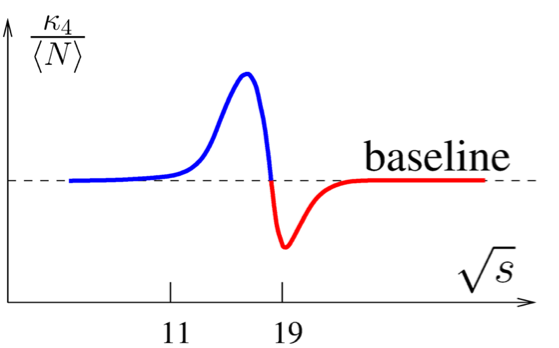 κ₄
⟨N⟩
baseline
√s
11 19